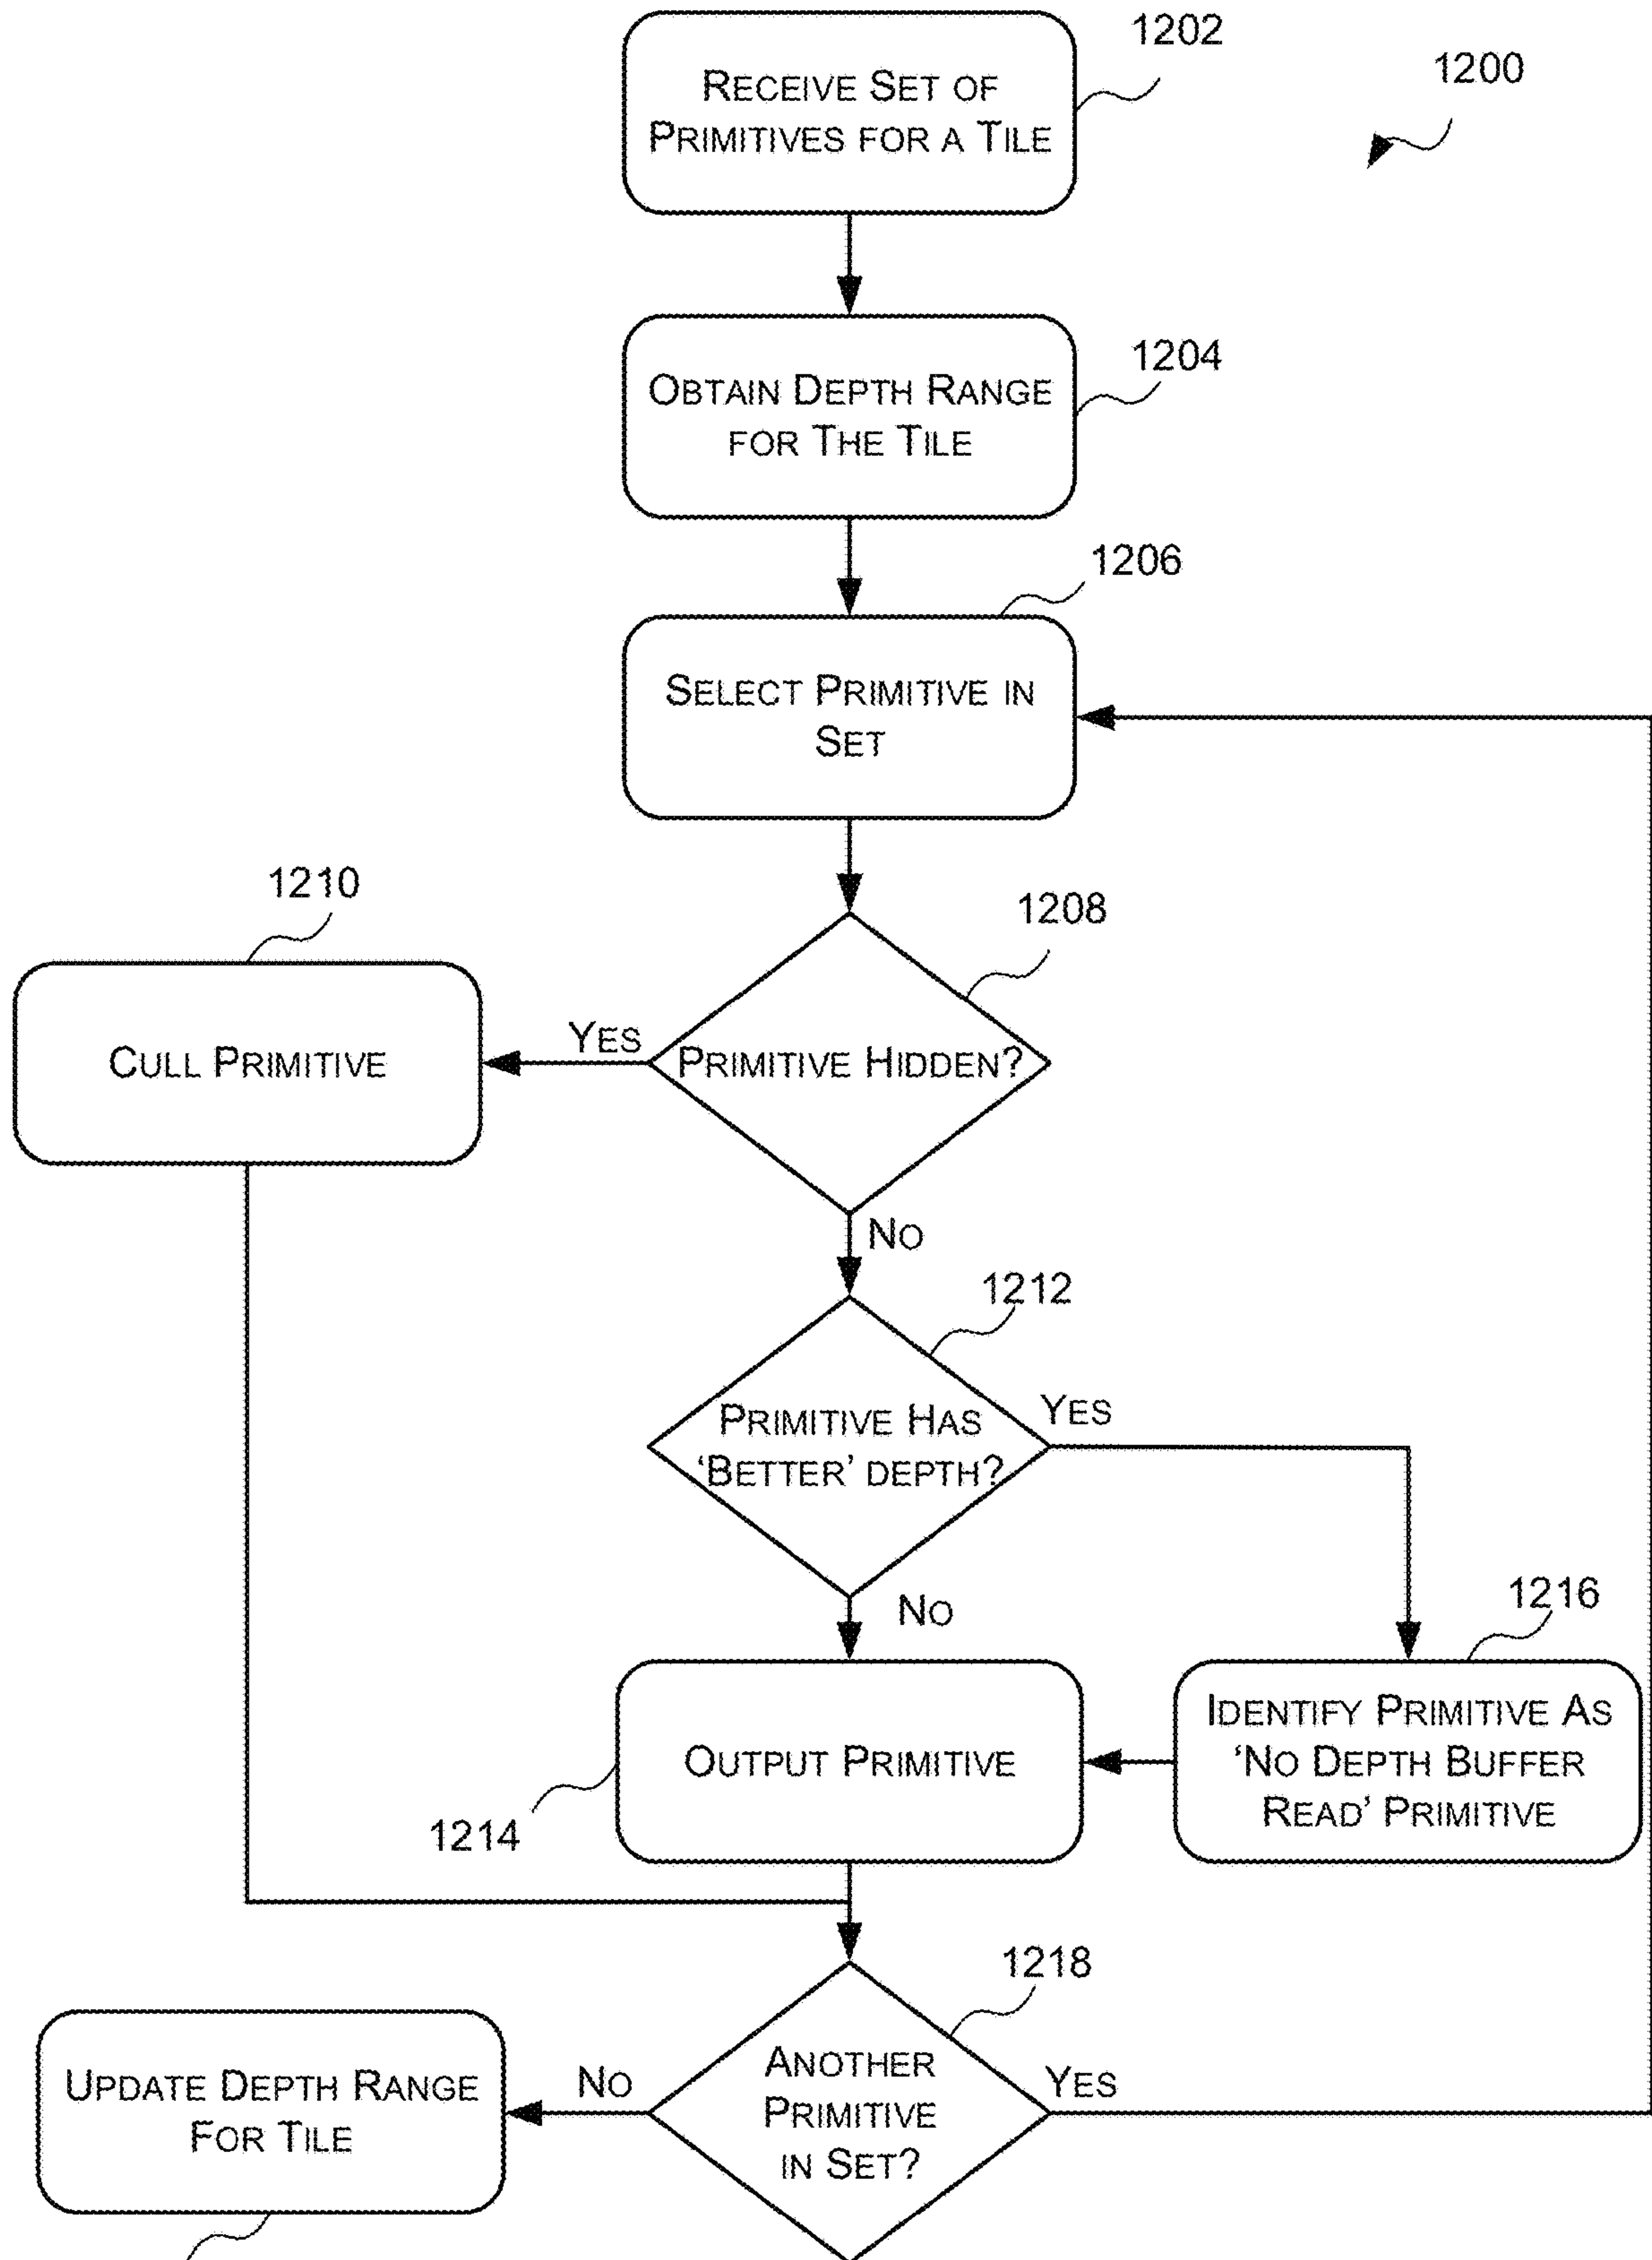 1202
1200
RECEIVE SET OF
PRIMITIVES FOR A TILE
1204
OBTAIN DEPTH RANGE
FOR THE TILE
1206
SELECT PRIMITIVE IN
SET
1210
1208
CULL PRIMITIVE
YES
PRIMITIVE HIDDEN?
NO
1212
PRIMITIVE HAS
'BETTER' DEPTH?
YES
NO
1216
IDENTIFY PRIMITIVE AS
'NO DEPTH BUFFER
READ' PRIMITIVE
OUTPUT PRIMITIVE
1214
1218
UPDATE DEPTH RANGE
FOR TILE
NO
ANOTHER
PRIMITIVE
IN SET?
YES